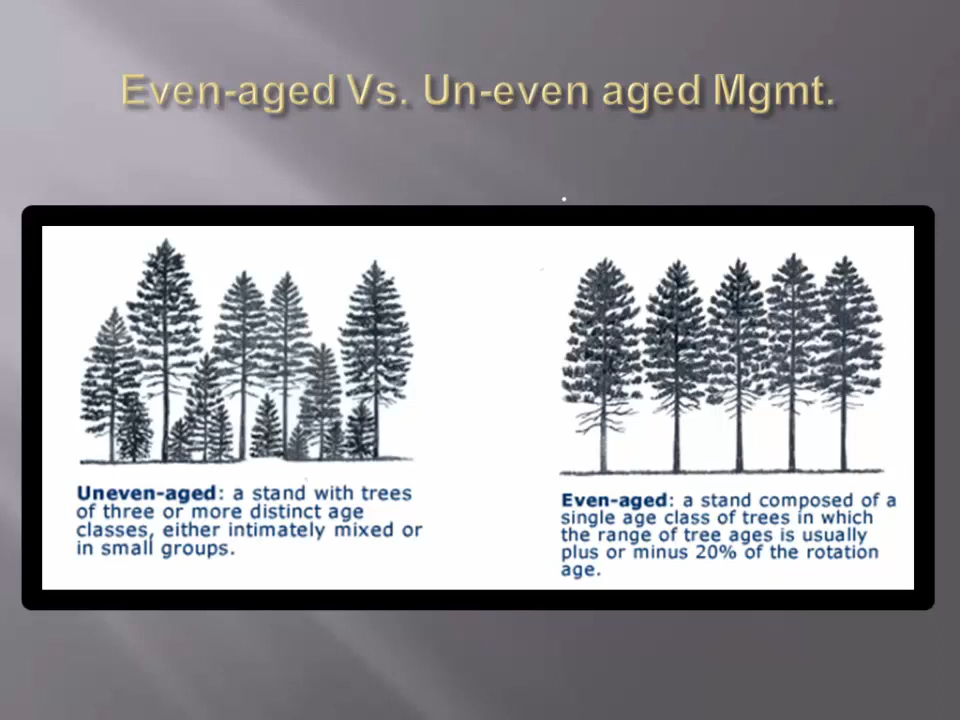 Even-aged Vs. Un-even aged Mgmt.
Uneven-aged: a stand with trees
of three or more distinct age
classes, either intimately mixed or
in small groups.
Even-aged: a stand composed of a
single age class of trees in which
the range of tree ages is usually
plus or minus 20% of the rotation
age.